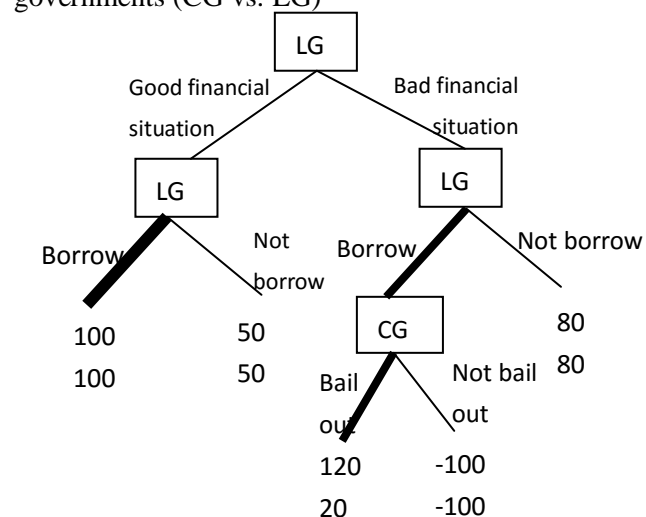 governments (CG vs. LG)
LG
Good financial
situation
Bad financial
situation
LG
LG
Borrow
Not
borrow
Borrow
Not borrow
100
100
50
50
CG
80
80
Bail
out
Not bail
out
120
20
-100
-100